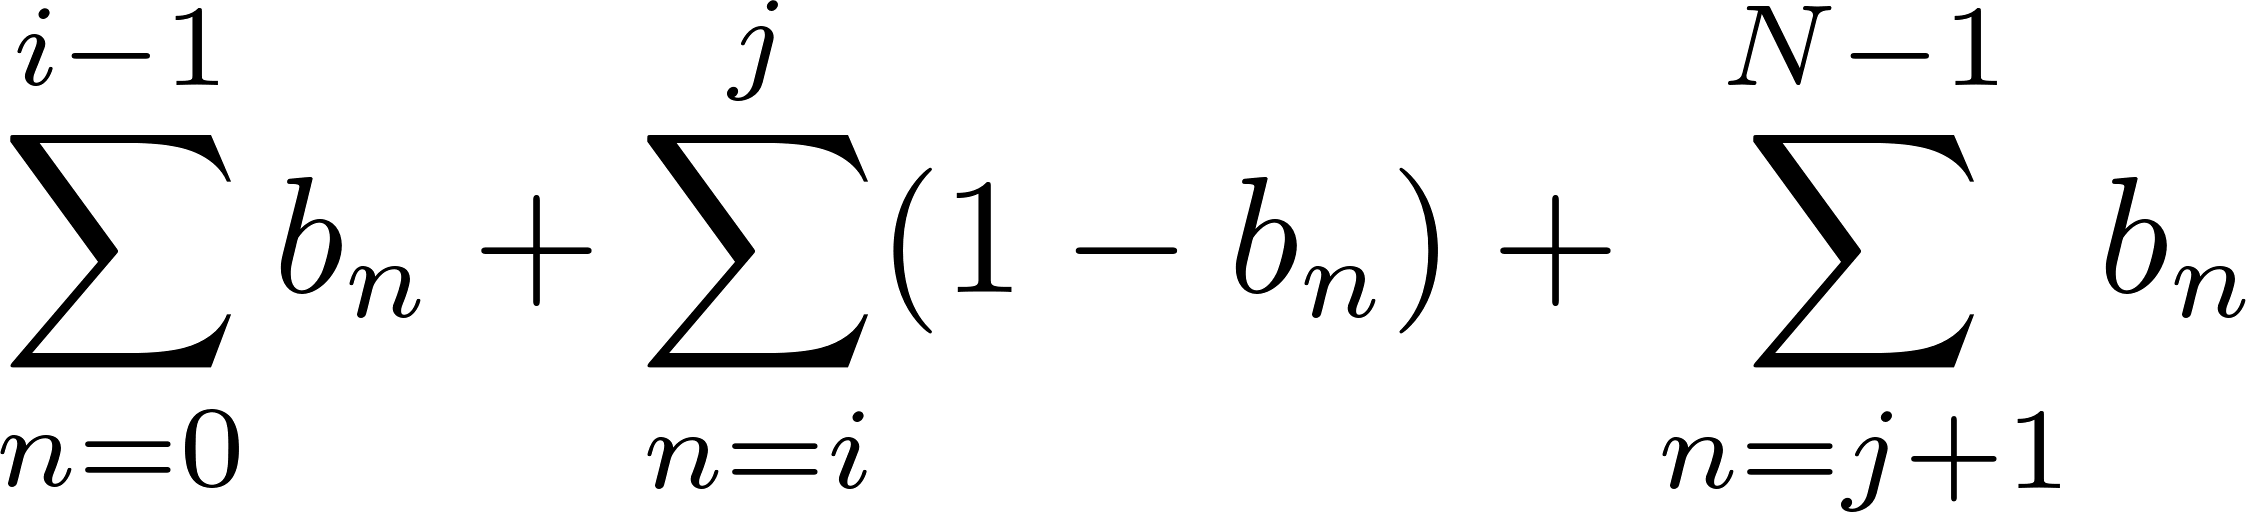 \sum_{n=0}^{i-1} b_n + \sum_{n=i}^{j} (1 - b_n) + \sum_{n=j+1}^{N-1} b_n